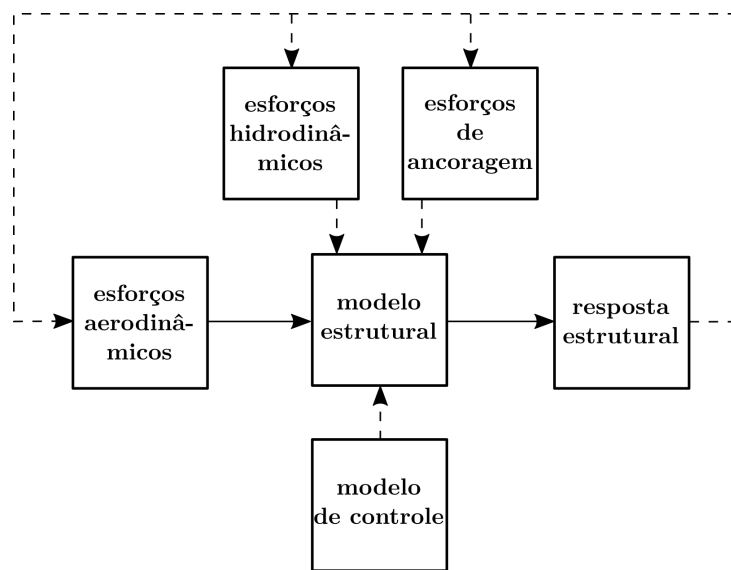 esforços
hidrodinâ-
micos
esforços
de
ancoragem
esforços
aerodinâ-
micos
modelo
estrutural
resposta
estrutural
modelo
de controle